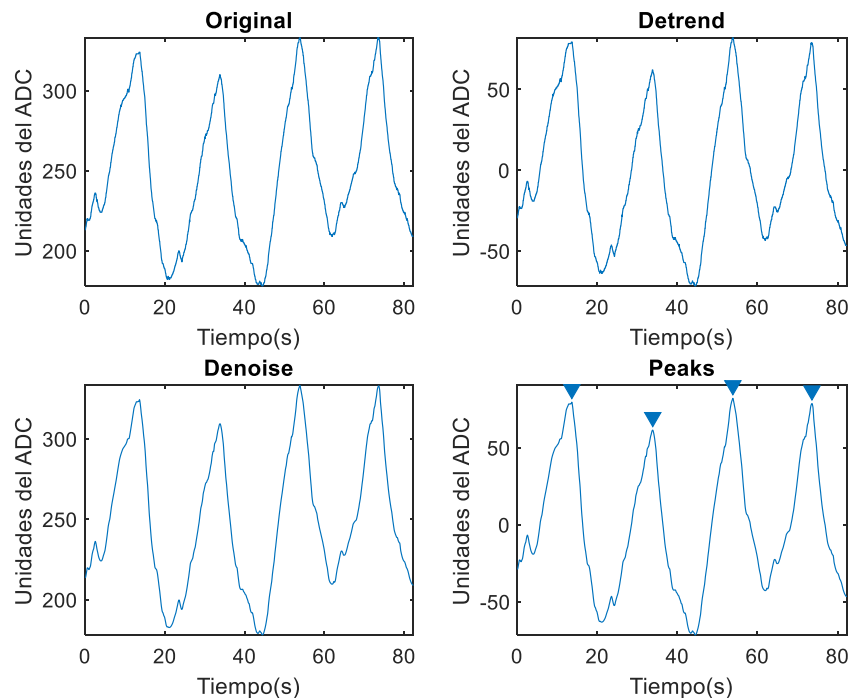 Original
Unidades del ADC
300
250
200
0 20 40 60 80
Tiempo(s)
Detrend
Unidades del ADC
50
0
-50
0 20 40 60 80
Tiempo(s)
Denoise
Unidades del ADC
300
250
200
0 20 40 60 80
Tiempo(s)
Peaks
Unidades del ADC
50
0
-50
0 20 40 60 80
Tiempo(s)